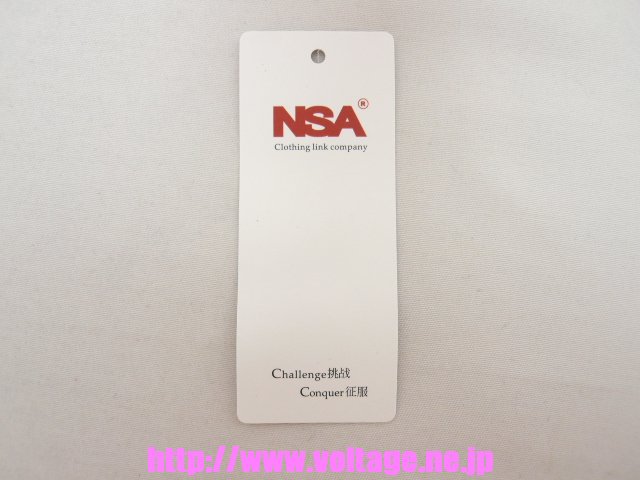 NSA®
Clothing link company
Challenge挑战
Conquer征服
http://www.voltage.ne.jp